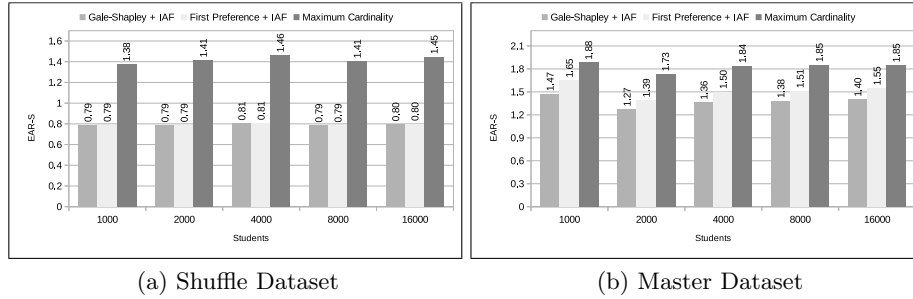 Gale-Shapley + IAF First Preference + IAF Maximum Cardinality
EAR-S
1.6
1.4
1.2
1
0.8
0.6
0.4
0.2
0
0.79 0.79 1.38
0.79 0.79 1.41
0.81 0.81 1.46
0.79 0.79 1.41
0.80 0.80 1.45
1000 2000 4000 8000 16000
Students
(a) Shuffle Dataset
Gale-Shapley + IAF First Preference + IAF Maximum Cardinality
EAR-S
2.1
1.8
1.5
1.2
0.9
0.6
0.3
0
1.47 1.65 1.88
1.27 1.39 1.73
1.36 1.50 1.84
1.38 1.51 1.85
1.40 1.55 1.85
1000 2000 4000 8000 16000
Students
(b) Master Dataset